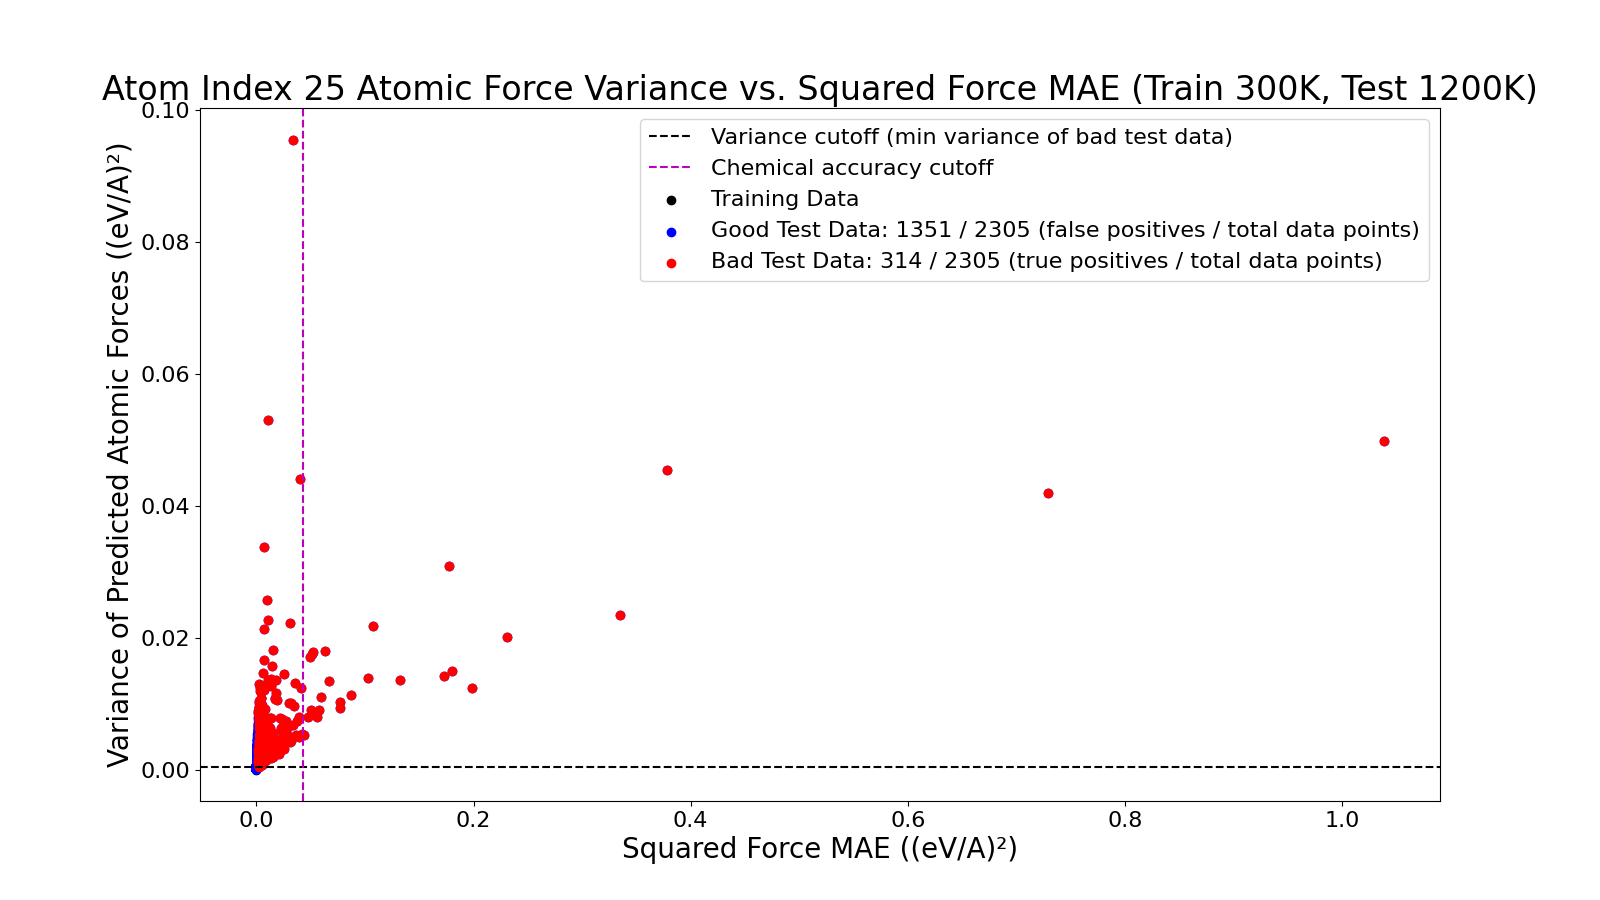 Atom Index 25 Atomic Force Variance vs. Squared Force MAE (Train 300K, Test 1200K)
Variance of Predicted Atomic Forces ((eV/A)²)
0.10
0.08
0.06
0.04
0.02
0.00
Variance cutoff (min variance of bad test data)
Chemical accuracy cutoff
Training Data
Good Test Data: 1351 / 2305 (false positives / total data points)
Bad Test Data: 314 / 2305 (true positives / total data points)
0.0 0.2 0.4 0.6 0.8 1.0
Squared Force MAE ((eV/A)²)